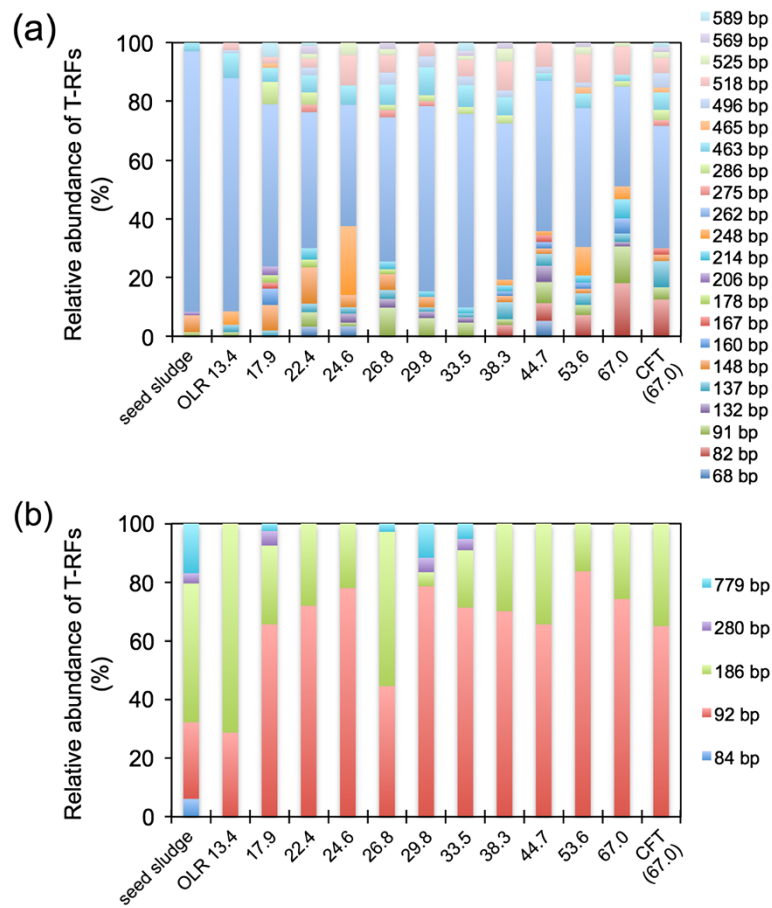 (a)
Relative abundance of T-RFs
(%)
100
80
60
40
20
0
seed sludge
OLR 13.4
17.9
22.4
24.6
26.8
29.8
33.5
38.3
44.7
53.6
67.0
CFT
(67.0)
589 bp
569 bp
525 bp
518 bp
496 bp
465 bp
463 bp
286 bp
275 bp
262 bp
248 bp
214 bp
206 bp
178 bp
167 bp
160 bp
148 bp
137 bp
132 bp
91 bp
82 bp
68 bp
(b)
Relative abundance of T-RFs
(%)
100
80
60
40
20
0
seed sludge
OLR 13.4
17.9
22.4
24.6
26.8
29.8
33.5
38.3
44.7
53.6
67.0
CFT
(67.0)
779 bp
280 bp
186 bp
92 bp
84 bp